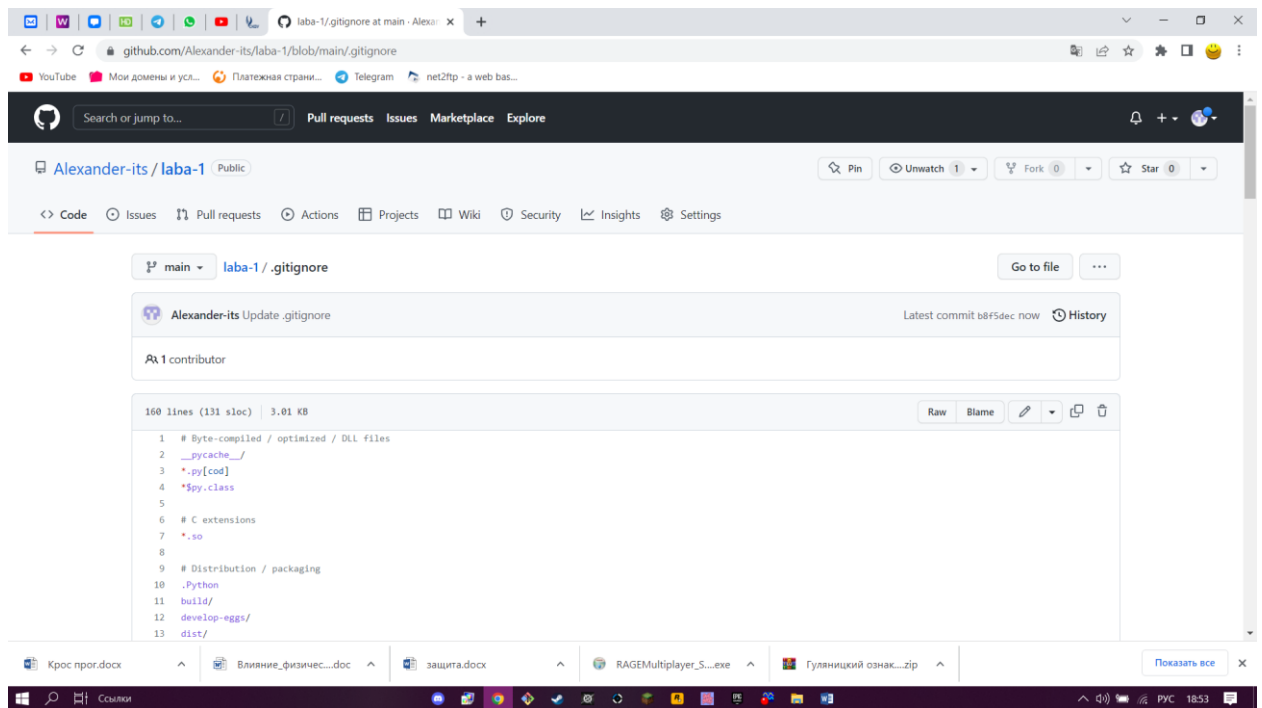 laba-1/.gitignore at main · Alexar
github.com/Alexander-its/laba-1/blob/main/.gitignore
YouTube Мои домены и усл... Платежная страни... Telegram net2ftp - a web bas...
Search or jump to... / Pull requests Issues Marketplace Explore
Alexander-its / laba-1 Public Pin Unwatch 1 Fork 0 Star 0
Code Issues Pull requests Actions Projects Wiki Security Insights Settings
main laba-1 / .gitignore Go to file ...
Alexander-its Update .gitignore Latest commit b8f5dec now History
1 contributor
160 lines (131 sloc) 3.01 KB Raw Blame
1 # Byte-compiled / optimized / DLL files
2 __pycache__/
3 *.py[cod]
4 *$py.class
5
6 # C extensions
7 *.so
8
9 # Distribution / packaging
10 .Python
11 build/
12 develop-eggs/
13 dist/
Крос прог.docx Влияние_физичес....doc защита.docx RAGEMultiplayer_S....exe Гуляницкий ознак....zip Показать все
Ссылки РУС 18:53